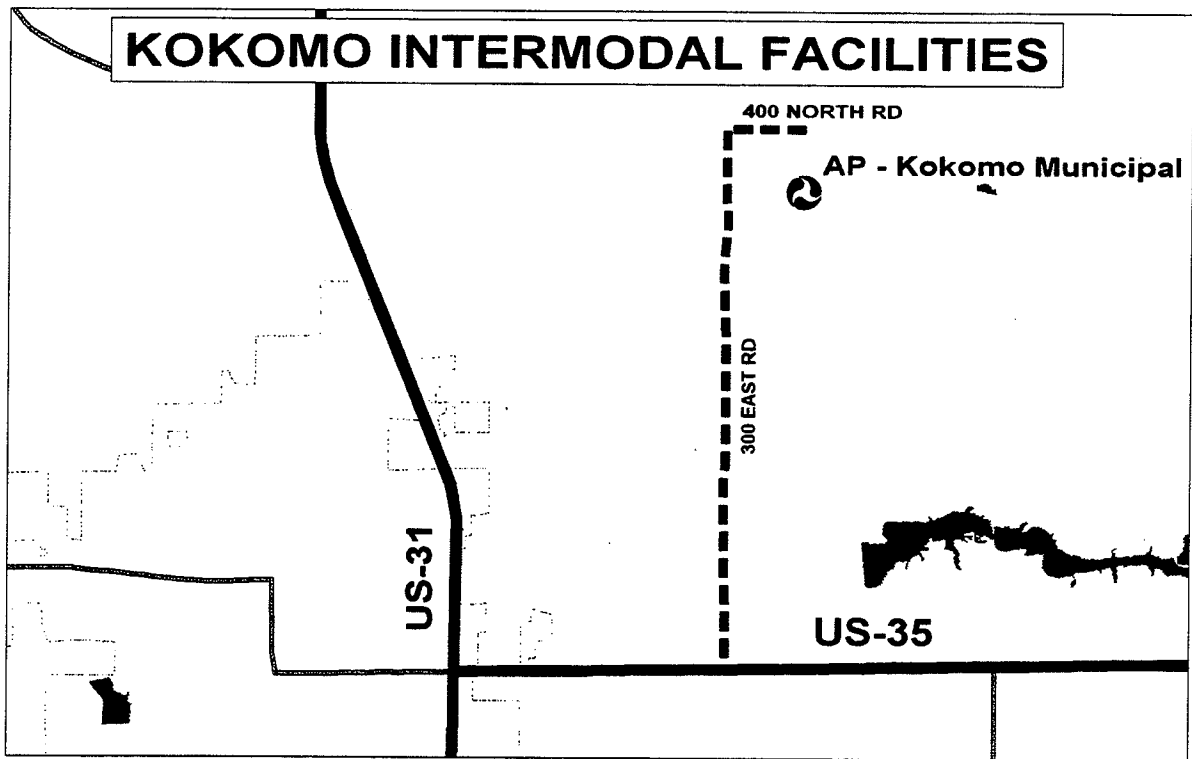 KOKOMO INTERMODAL FACILITIES
400 NORTH RD
AP - Kokomo Municipal
300 EAST RD
US-31
US-35